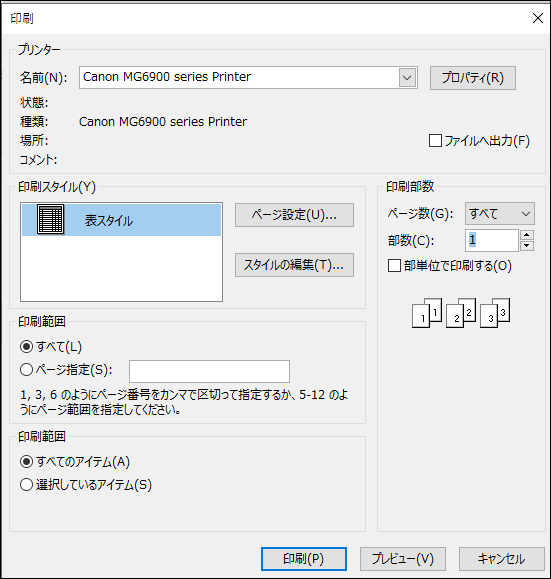 印刷
プリンター
名前(N): Canon MG6900 series Printer プロパティ(R)
状態:
種類: Canon MG6900 series Printer
場所: ファイルへ出力(F)
コメント:
印刷スタイル(Y)
表スタイル
ページ設定(U)...
スタイルの編集(T)...
印刷部数
ページ数(G): すべて
部数(C): 1
部単位で印刷する(O)
1 1 2 2 3 3
印刷範囲
すべて(L)
ページ指定(S):
1, 3, 6 のようにページ番号をカンマで区切って指定するか、5-12 のよ
うにページ範囲を指定してください。
印刷範囲
すべてのアイテム(A)
選択しているアイテム(S)
印刷(P) プレビュー(V) キャンセル